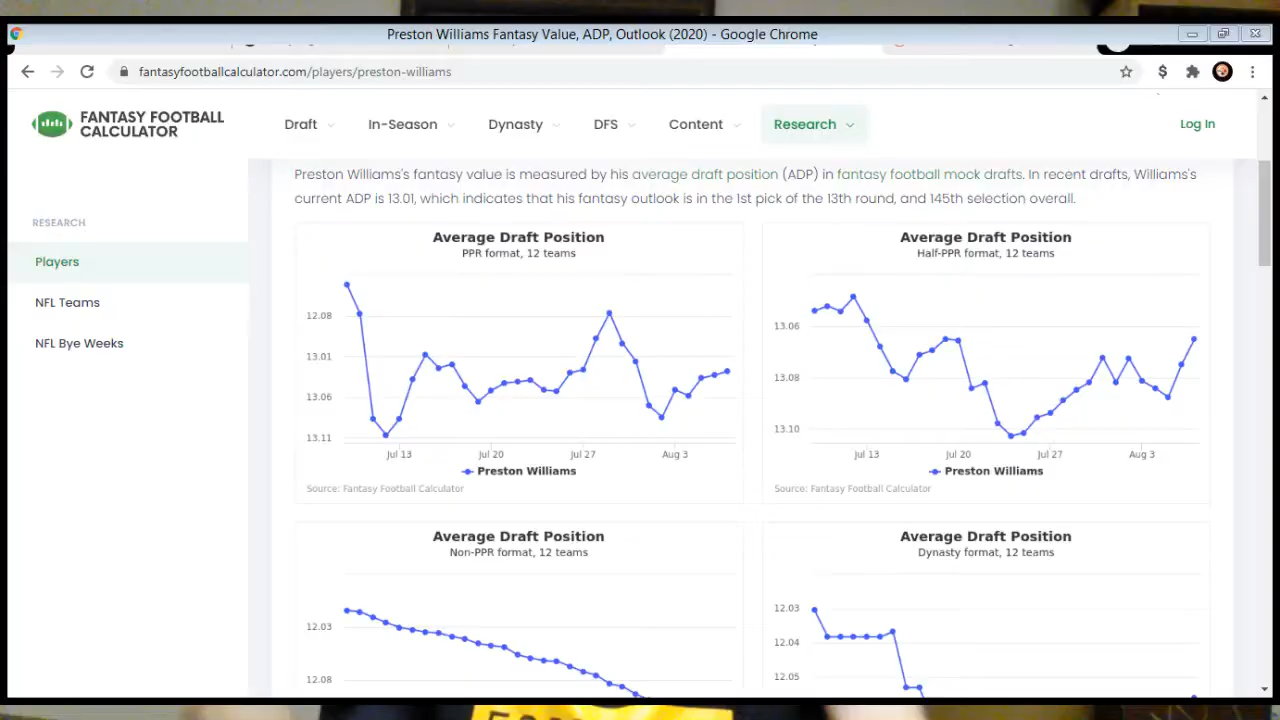 Preston Williams Fantasy Value, ADP, Outlook (2020) - Google Chrome
fantasyfootballcalculator.com/players/preston-williams
FANTASY FOOTBALL
CALCULATOR
Draft
In-Season
Dynasty
DFS
Content
Research
Log In
RESEARCH
Players
NFL Teams
NFL Bye Weeks
Preston Williams's fantasy value is measured by his average draft position (ADP) in fantasy football mock drafts. In recent drafts, Williams's
current ADP is 13.01, which indicates that his fantasy outlook is in the 1st pick of the 13th round, and 145th selection overall.
Average Draft Position
PPR format, 12 teams
12.08
13.01
13.06
13.11
Jul 13
Jul 20
Jul 27
Aug 3
Preston Williams
Source: Fantasy Football Calculator
Average Draft Position
Half-PPR format, 12 teams
13.06
13.08
13.10
Jul 13
Jul 20
Jul 27
Aug 3
Preston Williams
Source: Fantasy Football Calculator
Average Draft Position
Non-PPR format, 12 teams
12.03
12.08
Average Draft Position
Dynasty format, 12 teams
12.03
12.04
12.05